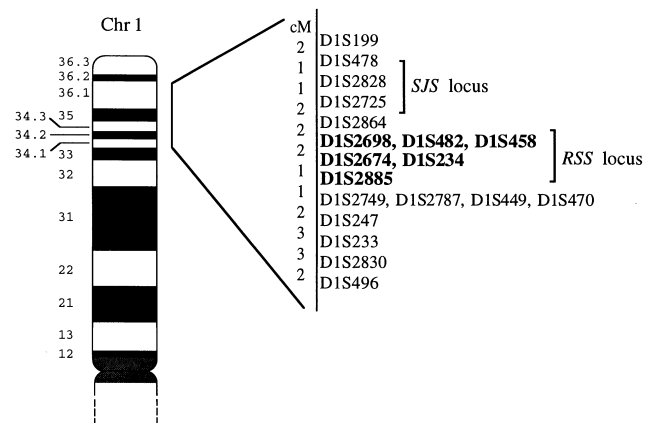 Chr 1
36.3
36.2
36.1
34.3 35
34.2
34.1 33
32
31
22
21
13
12
cM
2
1
1
2
2
2
1
1
2
3
3
2
D1S199
D1S478
D1S2828
D1S2725
D1S2864
D1S2698, D1S482, D1S458
D1S2674, D1S234
D1S2885
D1S2749, D1S2787, D1S449, D1S470
D1S247
D1S233
D1S2830
D1S496
SJS locus
RSS locus